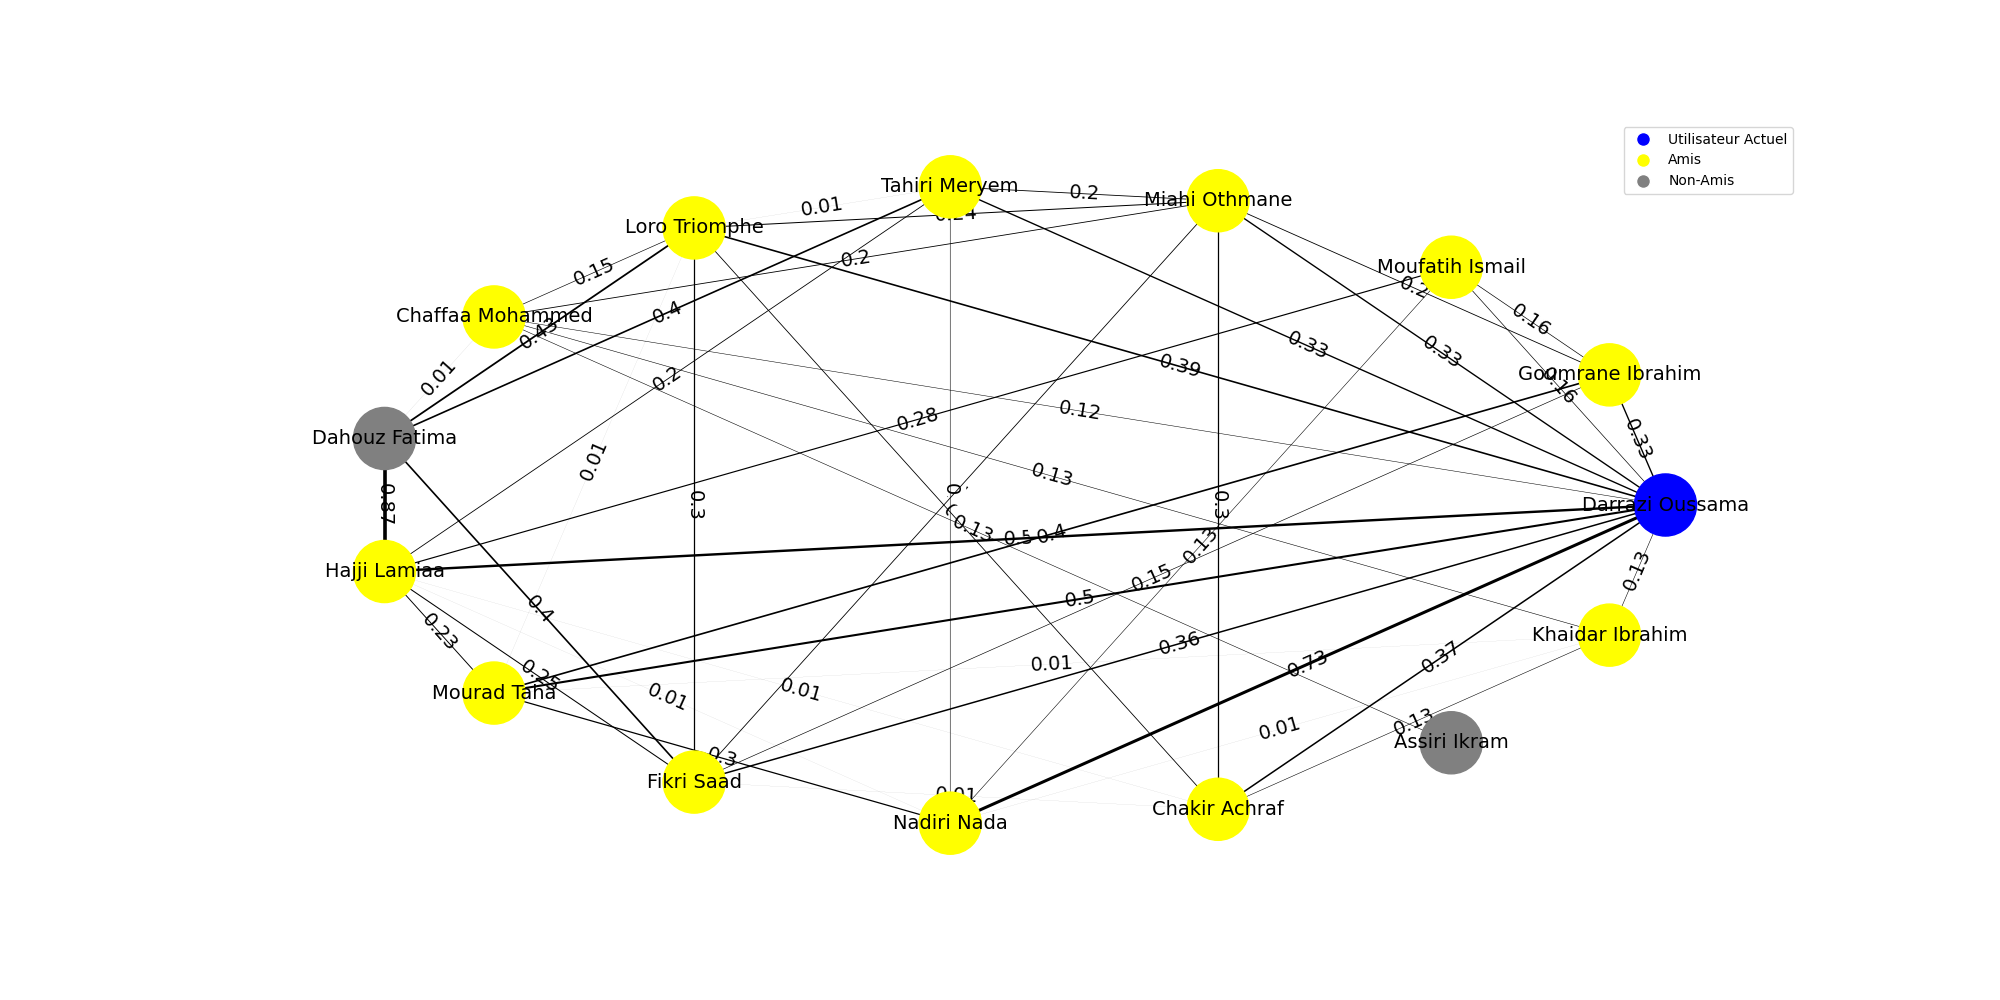 Utilisateur Actuel
Amis
Non-Amis
Tahiri Meryem
0.2
Miahi Othmane
0.01
Loro Triomphe
0.2
0.15
Moufatih Ismail
0.2
Chaffaa Mohammed
0.4
0.16
0.43
0.33
0.33
0.39
0.01
0.2
Goumrane Ibrahim
0.16
0.28
0.12
Dahouz Fatima
0.33
0.01
0.13
0.87
0.3
0.3
Darrazi Oussama
0.13
0.5
0.4
0.13
Hajji Lamiaa
0.13
0.15
0.4
0.5
0.23
0.36
Khaidar Ibrahim
0.37
0.01
0.73
0.25
Mourad Taha
0.01
0.01
0.13
0.01
Assiri Ikram
0.3
Fikri Saad
0.01
Chakir Achraf
Nadiri Nada